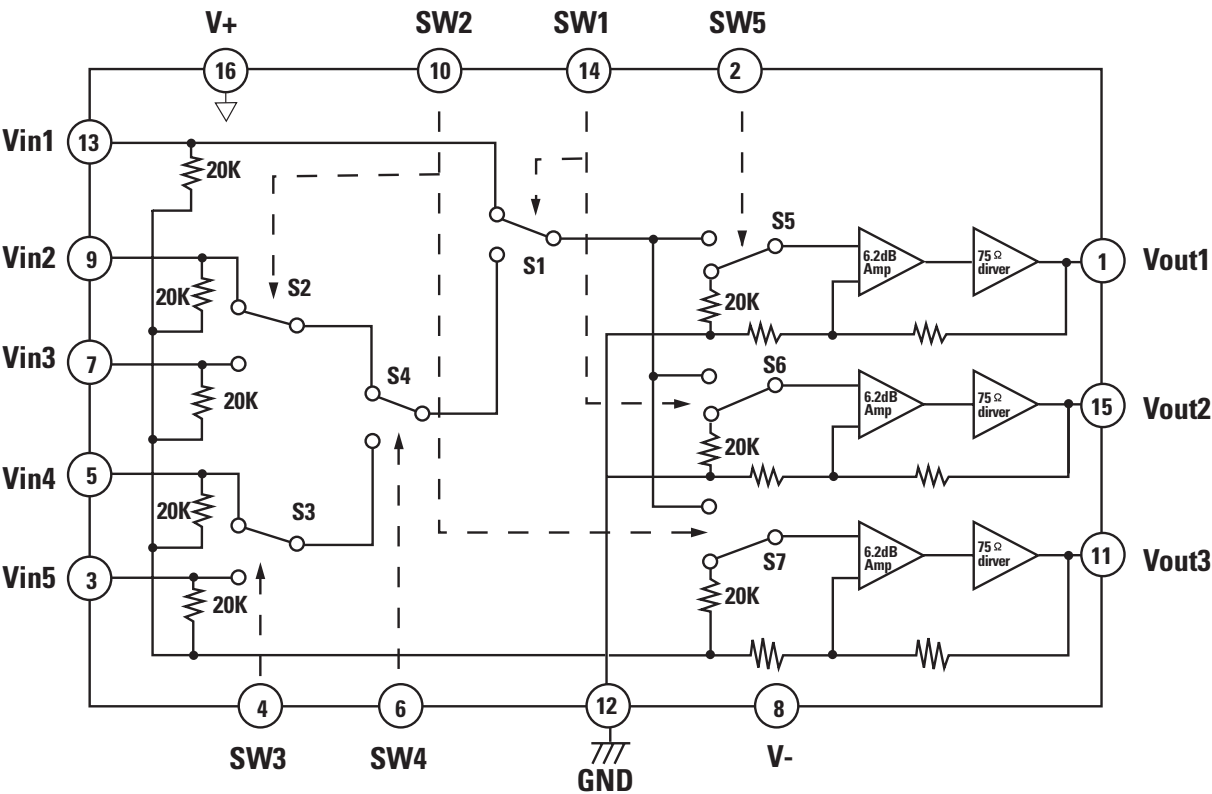 V+ SW2 SW1 SW5
16 10 14 2
Vin1 13
20K
S5
Vin2 9
S1
6.2dB
Amp
75Ω
dirver
1 Vout1
20K
S2
20K
Vin3 7
S4
S6
20K
6.2dB
Amp
75Ω
dirver
15 Vout2
20K
Vin4 5
20K
S3
6.2dB
Amp
75Ω
dirver
11 Vout3
S7
Vin5 3
20K
20K
4 6 12 8
SW3 SW4 GND V-